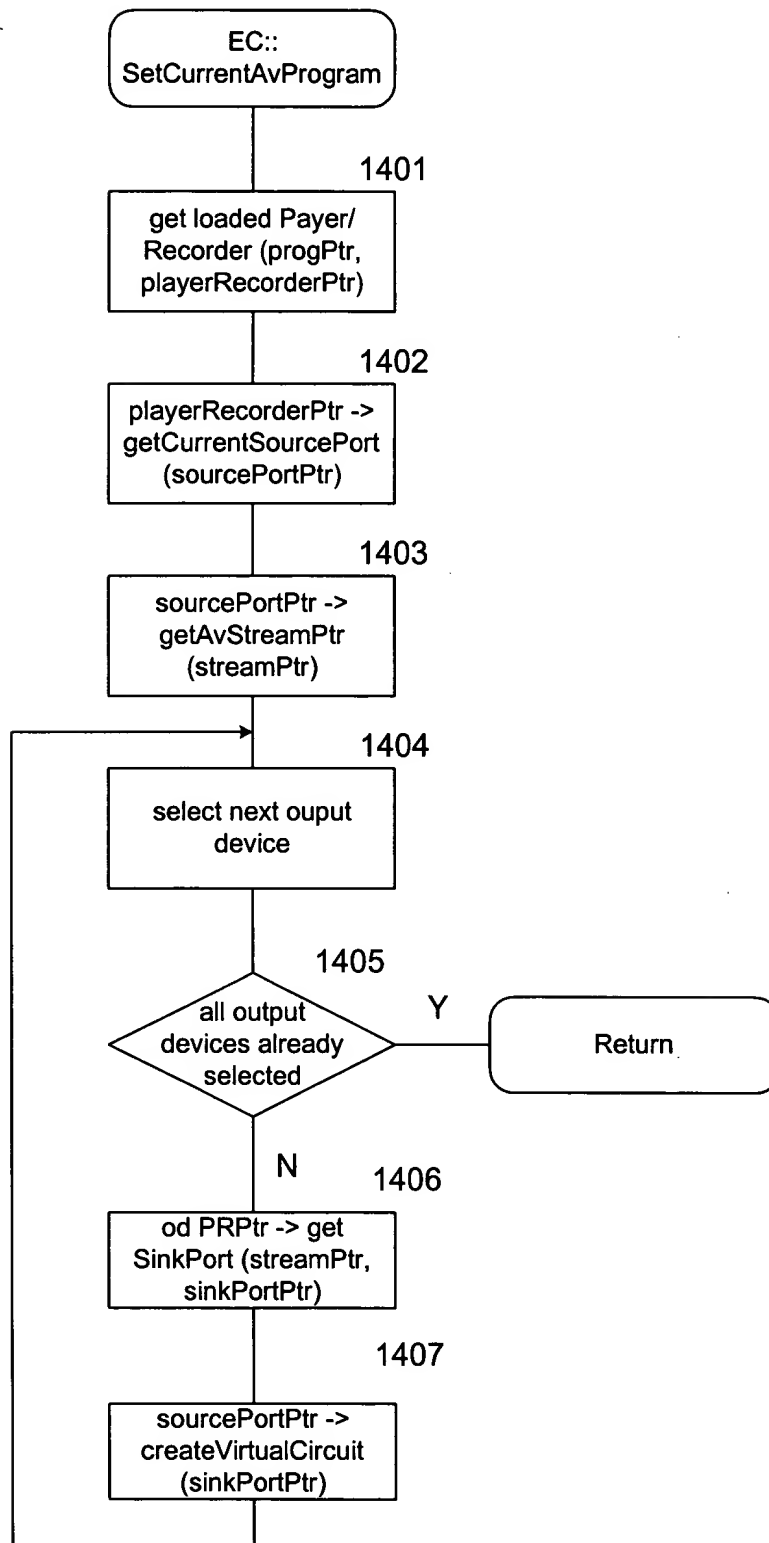 EC::
SetCurrentAvProgram
1401
get loaded Payer/
Recorder (progPtr,
playerRecorderPtr)
1402
playerRecorderPtr ->
getCurrentSourcePort
(sourcePortPtr)
1403
sourcePortPtr ->
getAvStreamPtr
(streamPtr)
1404
select next ouput
device
1405
all output
devices already
selected
Y
Return
N
1406
od PRPtr -> get
SinkPort (streamPtr,
sinkPortPtr)
1407
sourcePortPtr ->
createVirtualCircuit
(sinkPortPtr)